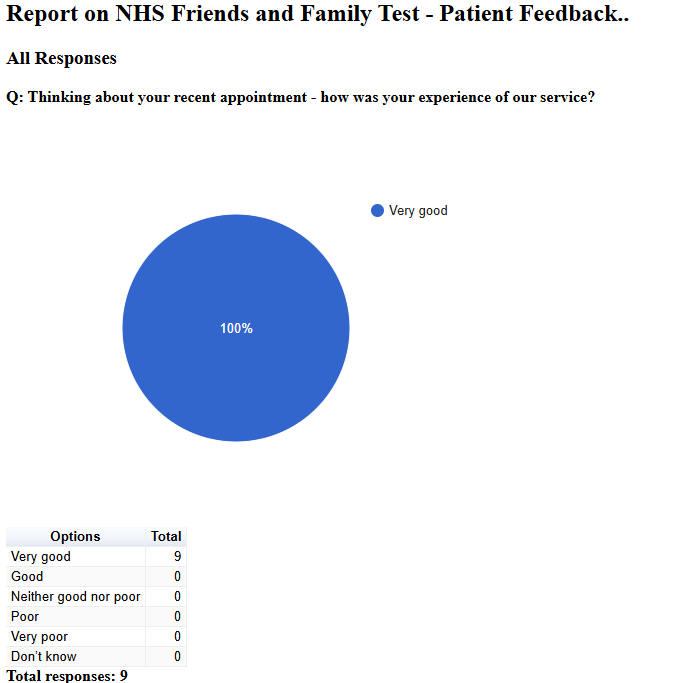 Report on NHS Friends and Family Test - Patient Feedback..
All Responses
Q: Thinking about your recent appointment - how was your experience of our service?
Very good
100%
Options Total
Very good 9
Good 0
Neither good nor poor 0
Poor 0
Very poor 0
Don't know 0
Total responses: 9